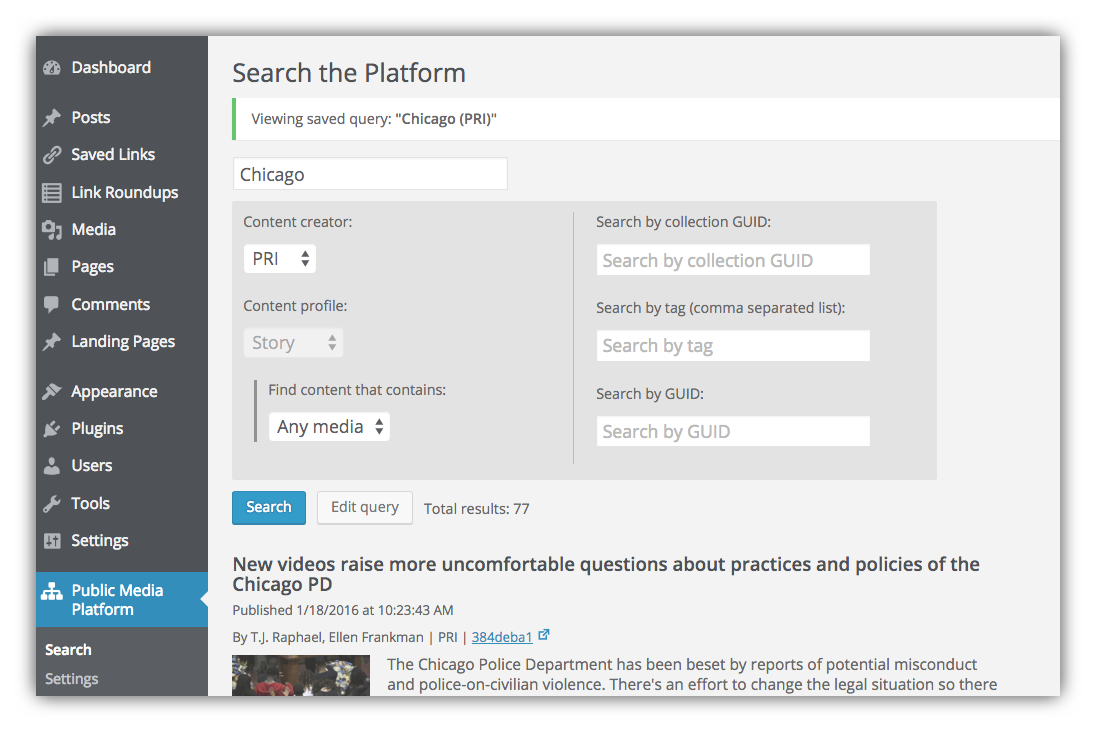 Dashboard
Posts
Saved Links
Link Roundups
Media
Pages
Comments
Landing Pages
Appearance
Plugins
Users
Tools
Settings
Public Media
Platform
Search
Settings
Search the Platform
Viewing saved query: "Chicago (PRI)"
Chicago
Content creator:
PRI
Content profile:
Story
Find content that contains:
Any media
Search by collection GUID:
Search by collection GUID
Search by tag (comma separated list):
Search by tag
Search by GUID:
Search by GUID
Search
Edit query
Total results: 77
New videos raise more uncomfortable questions about practices and policies of the
Chicago PD
Published 1/18/2016 at 10:23:43 AM
By T.J. Raphael, Ellen Frankman | PRI | 384deba1
The Chicago Police Department has been beset by reports of potential misconduct
and police-on-civilian violence. There's an effort to change the legal situation so there